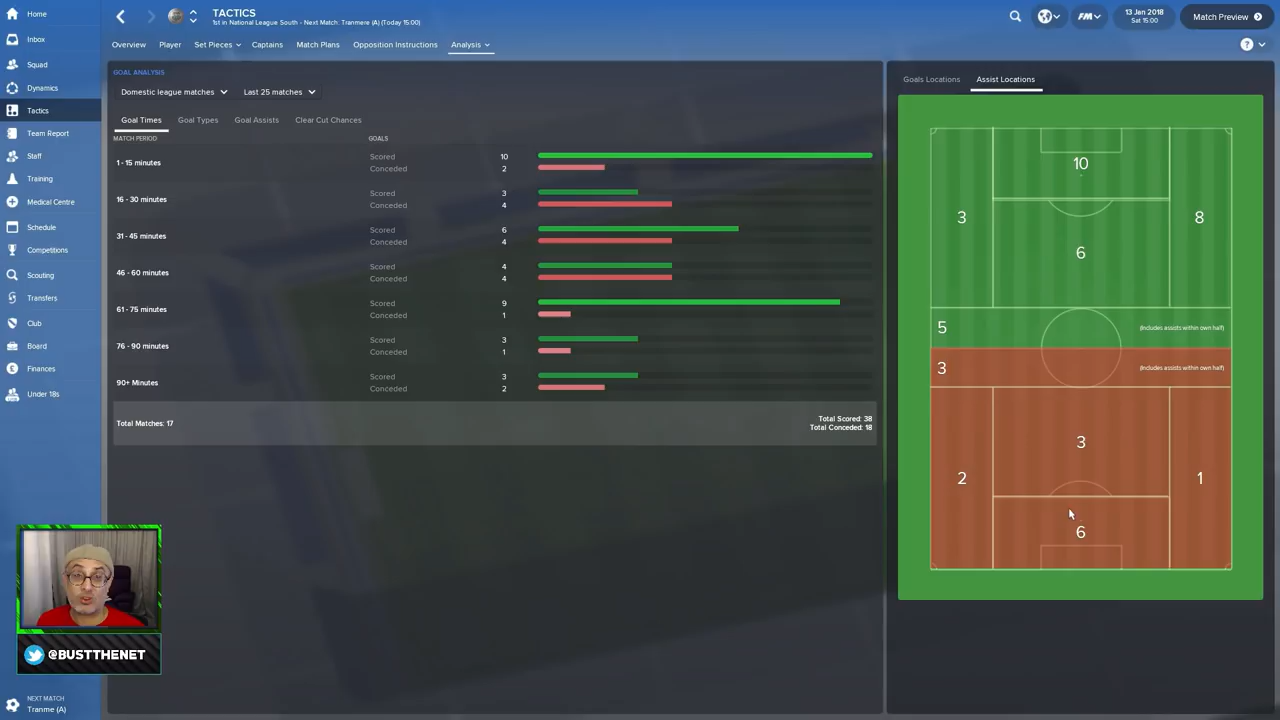 Home
Inbox
Squad
Dynamics
Tactics
Team Report
Staff
Training
Medical Centre
Schedule
Competitions
Scouting
Transfers
Club
Board
Finances
Under 18s
NEXT MATCH
Tranme (A)
TACTICS
1st in National League South - Next Match: Tranmere (A) (Today 15:00)
FM
13 Jan 2018
Sat 15:00
Match Preview
Overview Player Set Pieces Captains Match Plans Opposition Instructions Analysis
?
GOAL ANALYSIS
Domestic league matches Last 25 matches
Goal Times Goal Types Goal Assists Clear Cut Chances
MATCH PERIOD GOALS
1 - 15 minutes
Scored 10
Conceded 2
16 - 30 minutes
Scored 3
Conceded 4
31 - 45 minutes
Scored 6
Conceded 4
46 - 60 minutes
Scored 4
Conceded 4
61 - 75 minutes
Scored 9
Conceded 1
76 - 90 minutes
Scored 3
Conceded 1
90+ Minutes
Scored 3
Conceded 2
Total Matches: 17
Total Scored: 38
Total Conceded: 18
Goals Locations Assist Locations
10
3 8
6
5 (Includes assists within own half)
3 (Includes assists within own half)
3
2 1
6
@BUSTTHENET